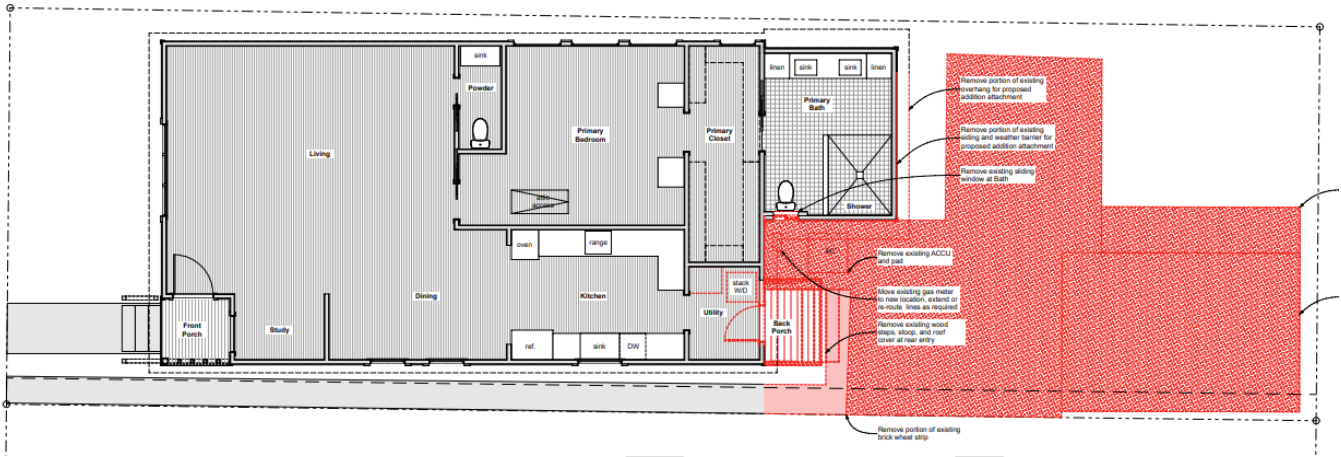 sink
Powder
Living
Primary
Bedroom
attic
access
Primary
Closet
linen
sink
sink
linen
Primary
Bath
Shower
oven
range
stack
W/D
Dining
Kitchen
Utility
ref.
sink
DW
Front
Porch
Study
Back
Porch
AC
Remove portion of existing
overhang for proposed
addition attachment
Remove portion of existing
siding and weather barrier for
proposed addition attachment
Remove existing sliding
window at Bath
Remove existing ACCU
and pad
Move existing gas meter
to new location, extend or
re-route lines as required
Remove existing wood
steps, stoop, and roof
cover at rear entry
Remove portion of existing
brick wheel strip